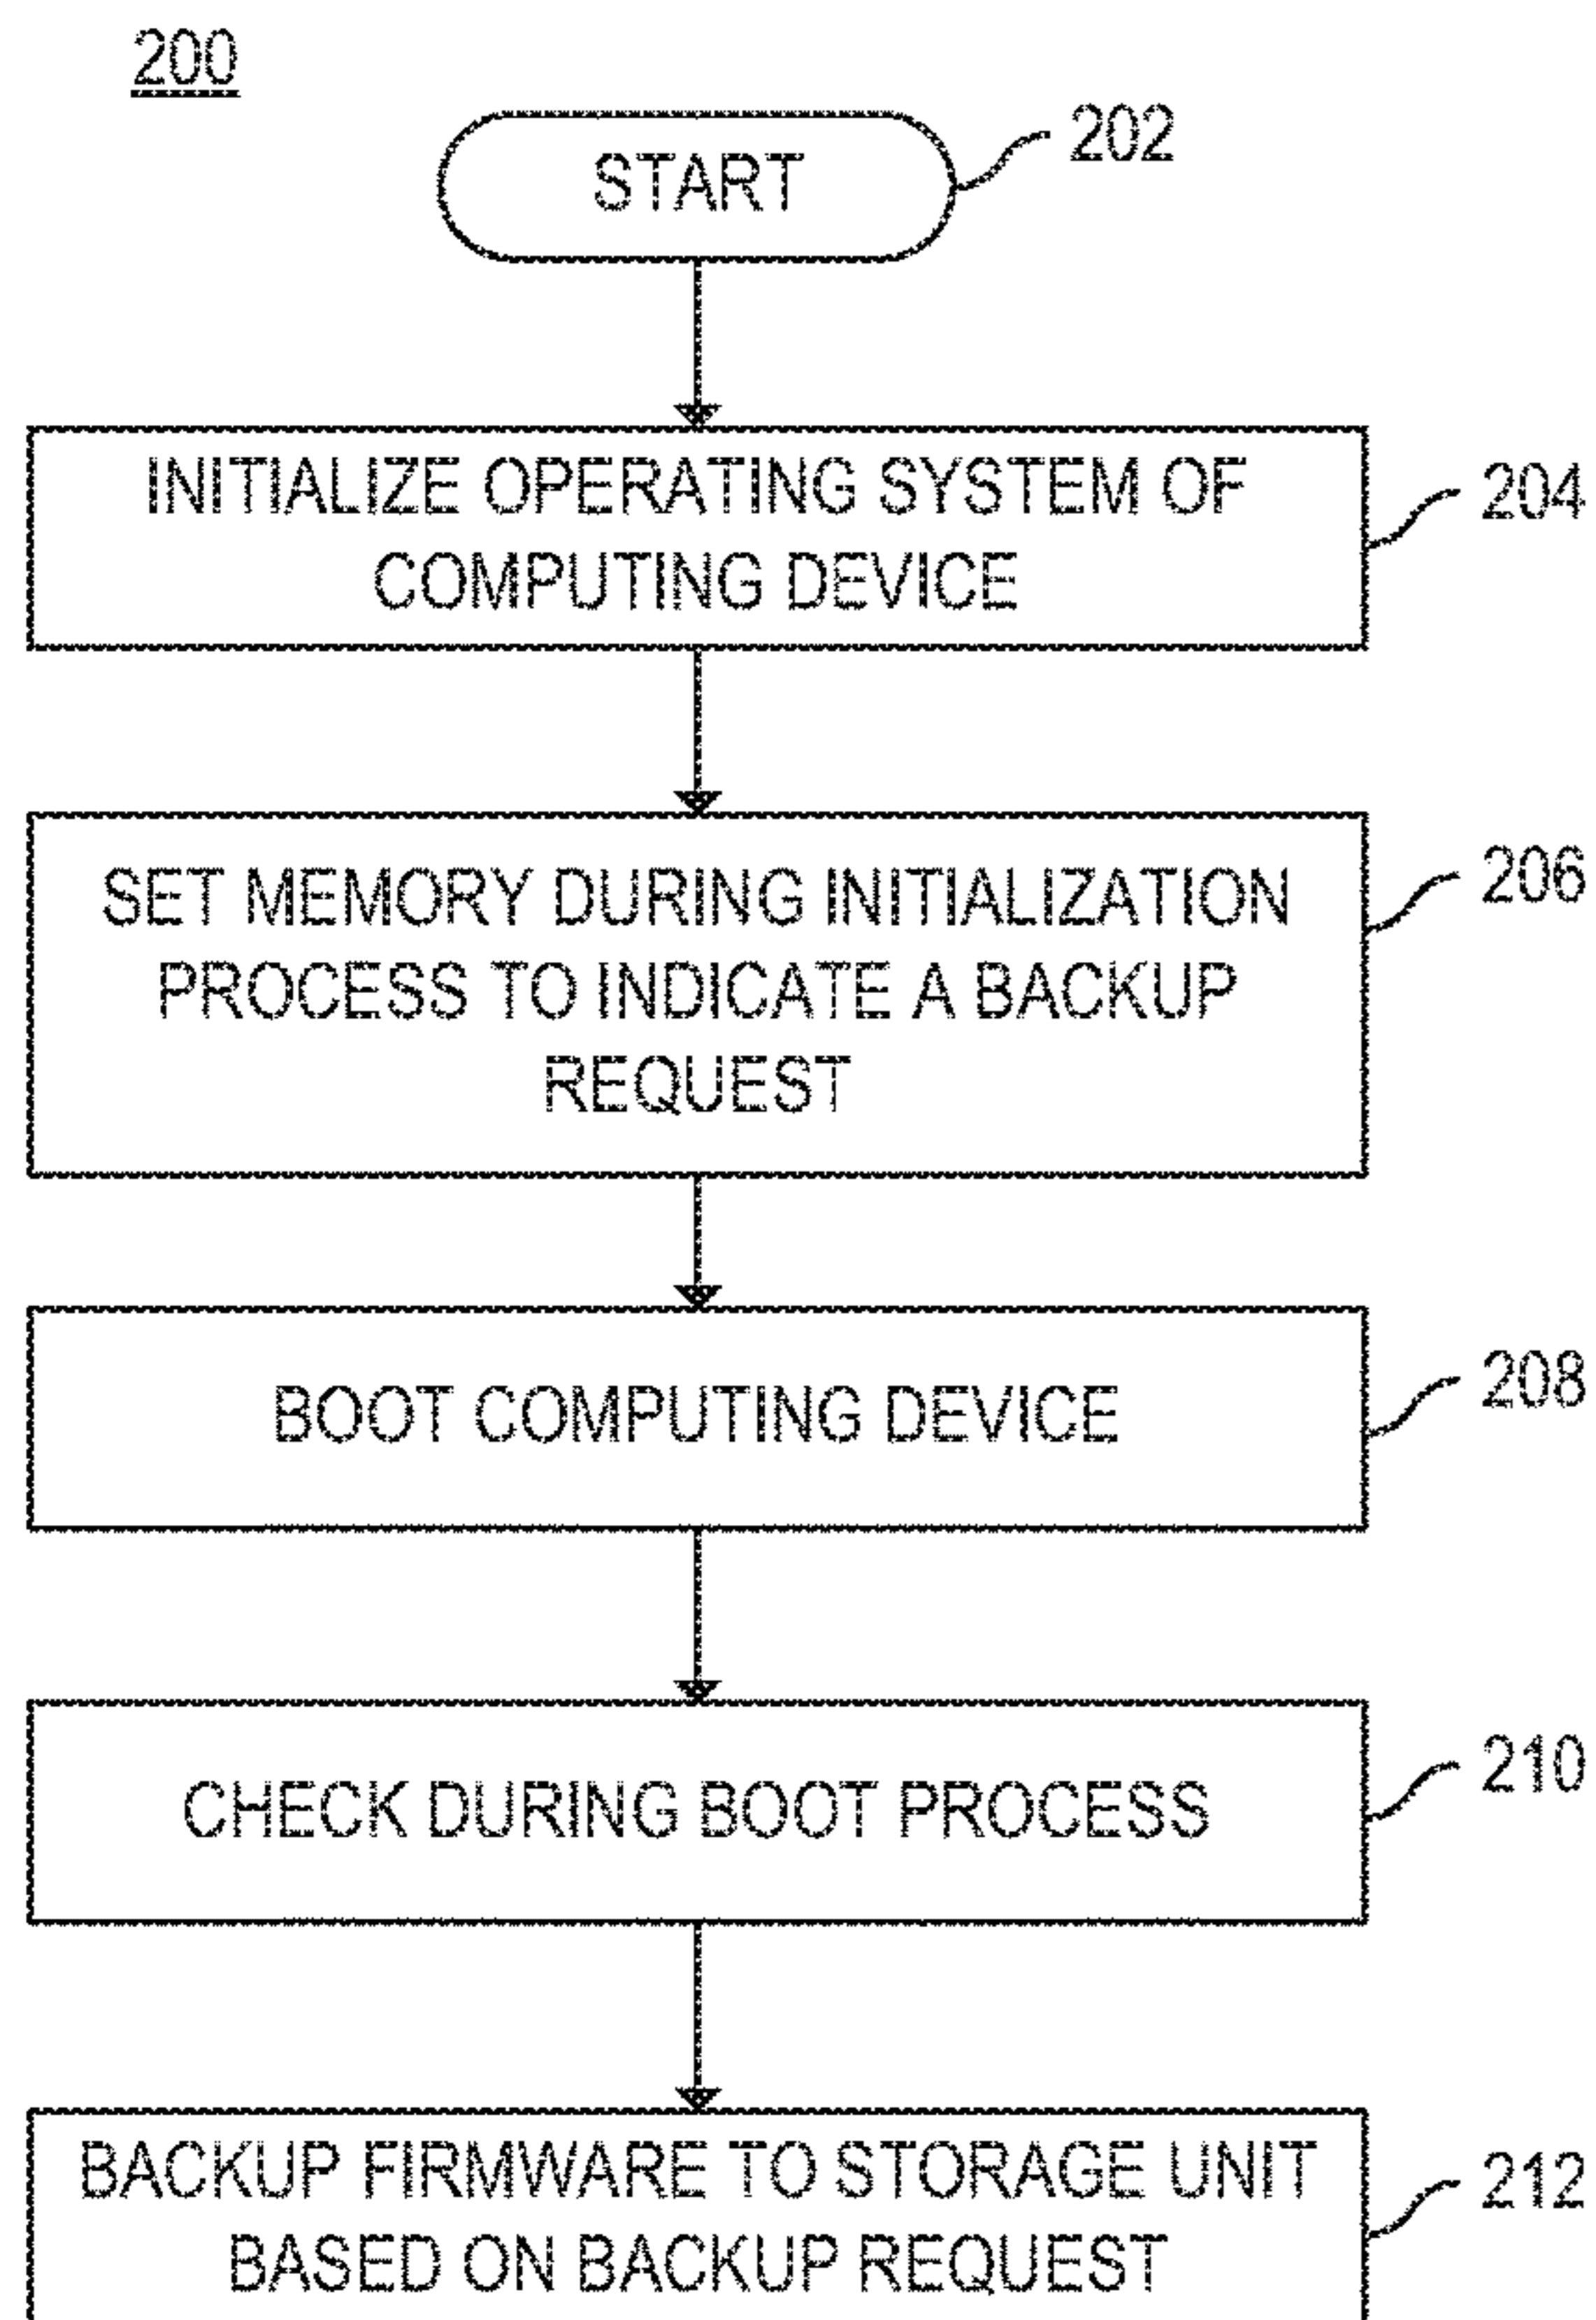 200
START
202
INITIALIZE OPERATING SYSTEM OF
COMPUTING DEVICE
204
SET MEMORY DURING INITIALIZATION
PROCESS TO INDICATE A BACKUP
REQUEST
206
BOOT COMPUTING DEVICE
208
CHECK DURING BOOT PROCESS
210
BACKUP FIRMWARE TO STORAGE UNIT
BASED ON BACKUP REQUEST
212